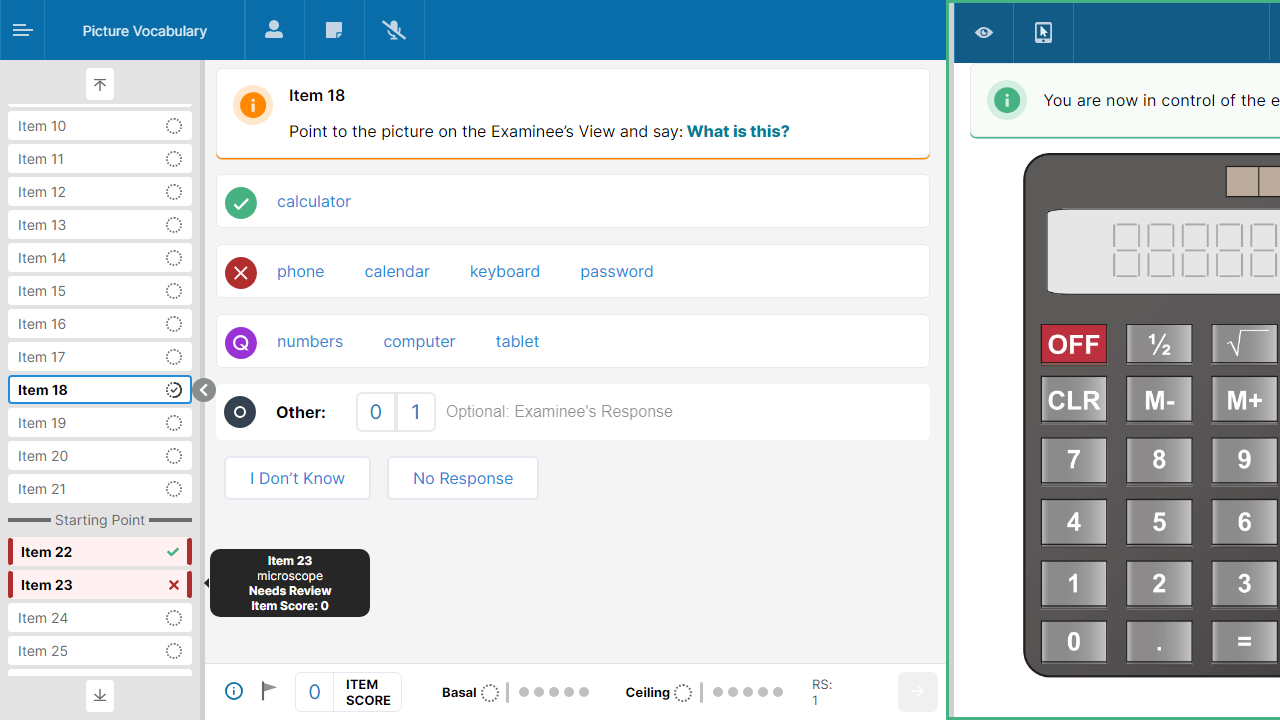 Picture Vocabulary
Item 10
Item 11
Item 12
Item 13
Item 14
Item 15
Item 16
Item 17
Item 18
Item 19
Item 20
Item 21
Starting Point
Item 22
Item 23
Item 24
Item 25
Item 18
Point to the picture on the Examinee's View and say: What is this?
calculator
phone calendar keyboard password
Q numbers computer tablet
O Other: 0 1 Optional: Examinee's Response
I Don't Know No Response
Item 23
microscope
Needs Review
Item Score: 0
0 ITEM SCORE
Basal
Ceiling
RS:
1
You are now in control of the e
OFF ½ √
CLR M- M+
7 8 9
4 5 6
1 2 3
0 . =